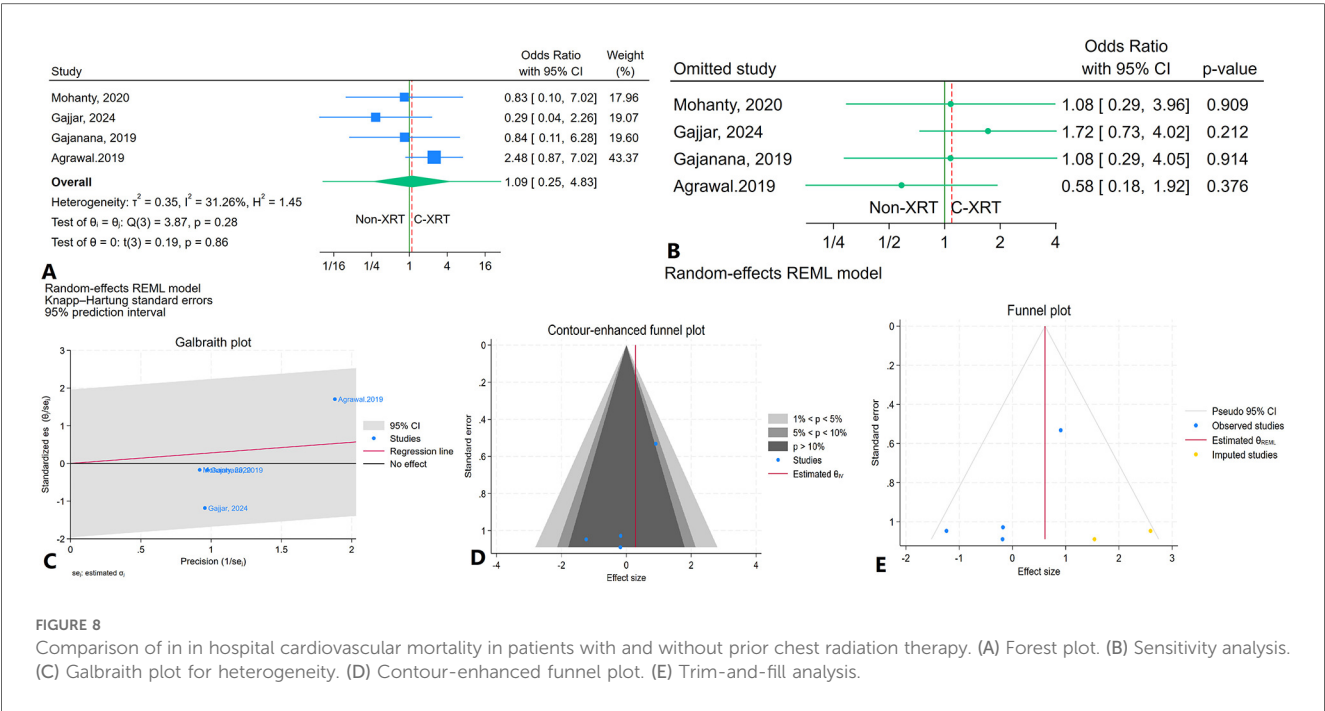 Odds Ratio Weight
Study with 95% CI (%)
Mohanty, 2020 0.83 [ 0.10, 7.02] 17.96
Gajjar, 2024 0.29 [ 0.04, 2.26] 19.07
Gajanana, 2019 0.84 [ 0.11, 6.28] 19.60
Agrawal.2019 2.48 [ 0.87, 7.02] 43.37
Overall 1.09 [ 0.25, 4.83]
Heterogeneity: τ² = 0.35, I² = 31.26%, H² = 1.45
Test of θᵢ = θⱼ: Q(3) = 3.87, p = 0.28
Test of θ = 0: t(3) = 0.19, p = 0.86
Non-XRT C-XRT
1/16 1/4 1 4 16
A
Random-effects REML model
Knapp–Hartung standard errors
95% prediction interval
Odds Ratio
Omitted study with 95% CI p-value
Mohanty, 2020 1.08 [ 0.29, 3.96] 0.909
Gajjar, 2024 1.72 [ 0.73, 4.02] 0.212
Gajanana, 2019 1.08 [ 0.29, 4.05] 0.914
Agrawal.2019 0.58 [ 0.18, 1.92] 0.376
Non-XRT C-XRT
1/4 1/2 1 2 4
B
Random-effects REML model
Galbraith plot
Standardized es (θᵢ/seᵢ)
3
2
1
0
-1
-2
Agrawal.2019
Gajjar, 2024
95% CI
Studies
Regression line
No effect
0 .5 1 1.5 2
Precision (1/seᵢ)
seᵢ: estimated σᵢ
C
Contour-enhanced funnel plot
Standard error
0
.2
.4
.6
.8
1
1% < p < 5%
5% < p < 10%
p > 10%
Studies
Estimated θIV
-4 -2 0 2 4
Effect size
D
Funnel plot
Standard error
0
.2
.4
.6
.8
1
Pseudo 95% CI
Observed studies
Estimated θREML
Imputed studies
-2 -1 0 1 2 3
Effect size
E
FIGURE 8
Comparison of in in hospital cardiovascular mortality in patients with and without prior chest radiation therapy. (A) Forest plot. (B) Sensitivity analysis.
(C) Galbraith plot for heterogeneity. (D) Contour-enhanced funnel plot. (E) Trim-and-fill analysis.